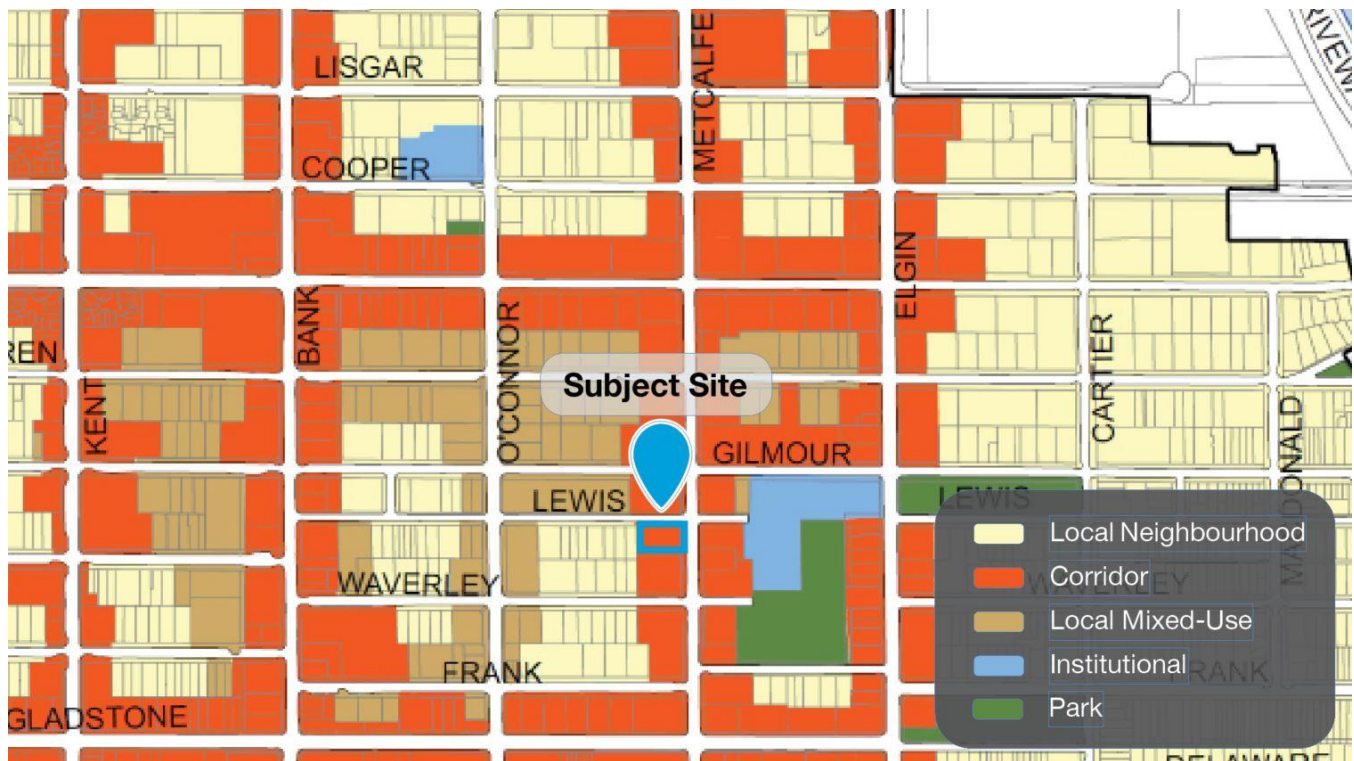 RIVEWA
LISGAR
METCALFE
COOPER
ELGIN
BANK
O'CONNOR
REN
CARTIER
Subject Site
KENT
MACDONALD
GILMOUR
LEWIS
LEWIS
Local Neighbourhood
WAVERLEY
Corridor
WAVERLEY
Local Mixed-Use
FRANK
Institutional
FRANK
Park
GLADSTONE
DELAWARE